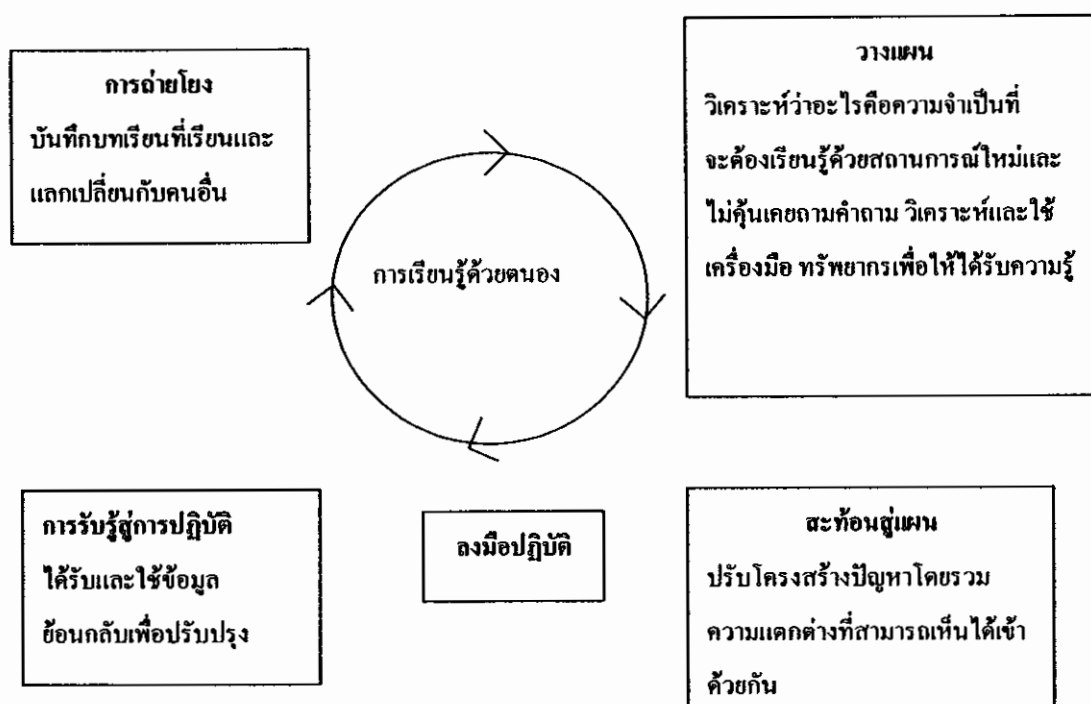 การถ่ายโยง
บันทึกบทเรียนที่เรียนและ
แลกเปลี่ยนกับคนอื่น
วางแผน
วิเคราะห์ว่าอะไรคือความจำเป็นที่
จะต้องเรียนรู้ด้วยสถานการณ์ใหม่และ
ไม่คุ้นเคยถามคำถาม วิเคราะห์และใช้
เครื่องมือ ทรัพยากรเพื่อให้ได้รับความรู้
การเรียนรู้ด้วยตนอง
การรับรู้สู่การปฏิบัติ
ได้รับและใช้ข้อมูล
ย้อนกลับเพื่อปรับปรุง
ลงมือปฏิบัติ
สะท้อนสู่แผน
ปรับโครงสร้างปัญหาโดยรวม
ความแตกต่างที่สามารถเห็นได้เข้า
ด้วยกัน